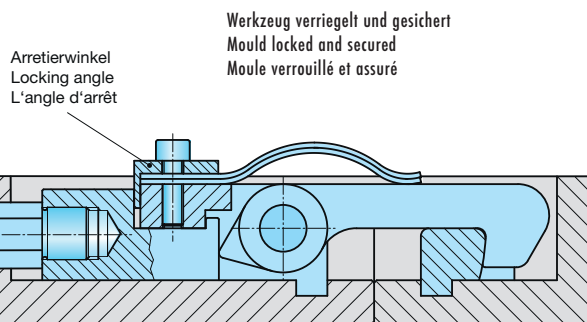 Werkzeug verriegelt und gesichert
Mould locked and secured
Moule verrouillé et assuré
Arretierwinkel
Locking angle
L‘angle d‘arrêt